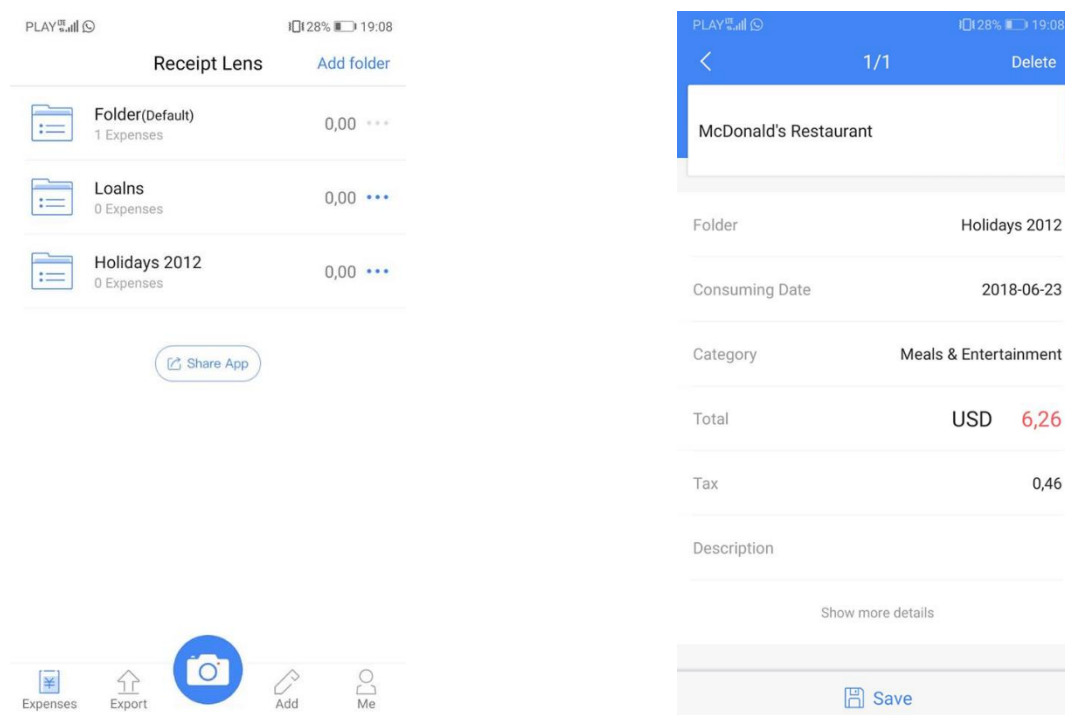 PLAY 28% 19:08
Receipt Lens Add folder
Folder(Default)
1 Expenses
0,00
Loalns
0 Expenses
0,00
Holidays 2012
0 Expenses
0,00
Share App
Expenses Export Add Me
PLAY 28% 19:08
1/1 Delete
McDonald's Restaurant
Folder Holidays 2012
Consuming Date 2018-06-23
Category Meals & Entertainment
Total USD 6,26
Tax 0,46
Description
Show more details
Save